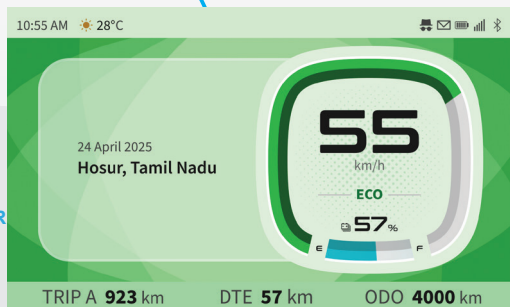 10:55 AM 28°C
24 April 2025
Hosur, Tamil Nadu
55
km/h
ECO
57%
E F
R
TRIP A 923 km DTE 57 km ODO 4000 km